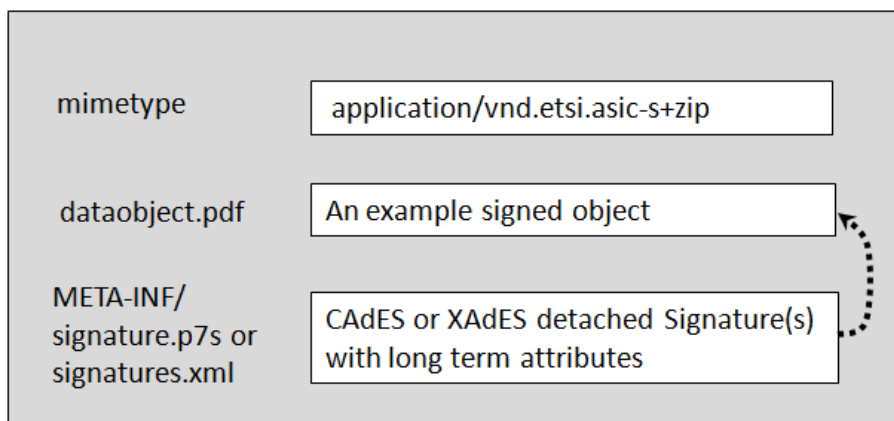 mimetype
application/vnd.etsi.asic-s+zip
dataobject.pdf
An example signed object
META-INF/
signature.p7s or
signatures.xml
CAdES or XAdES detached Signature(s)
with long term attributes